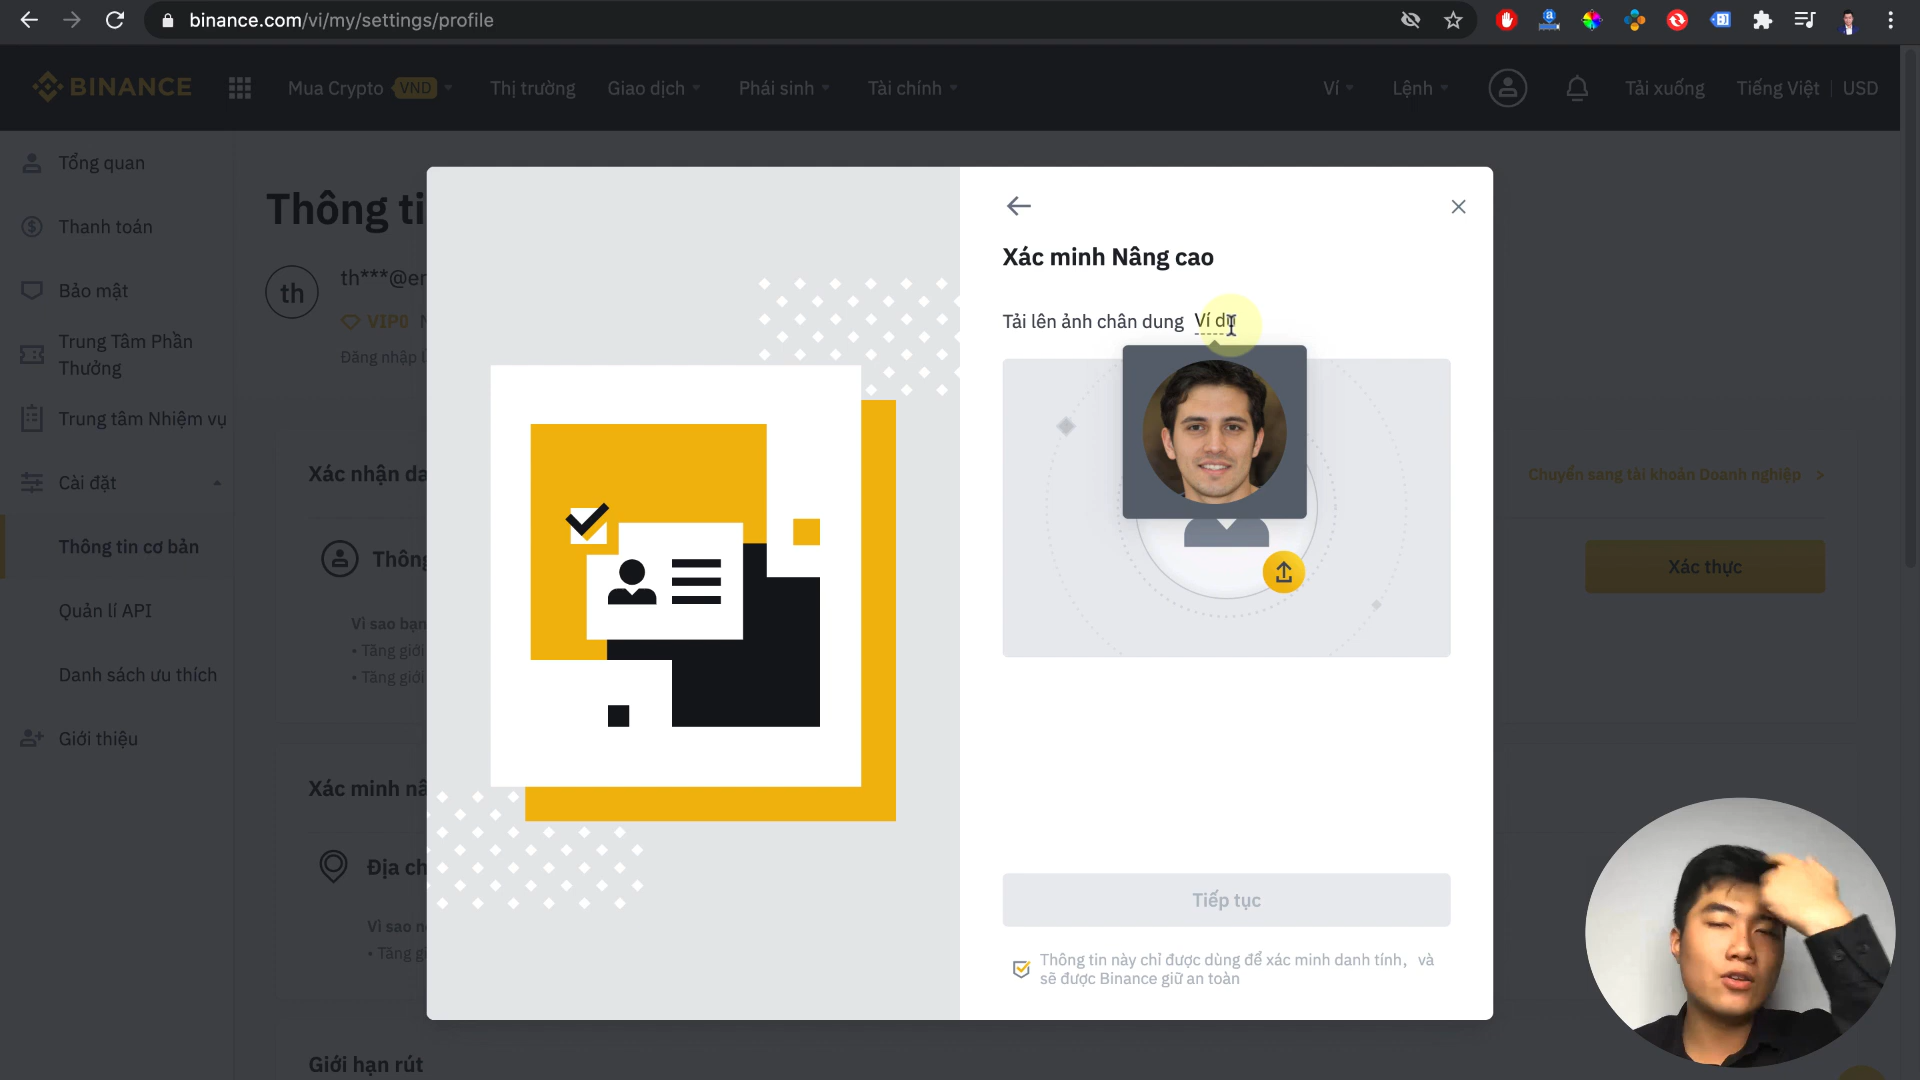 binance.com/vi/my/settings/profile
BINANCE
Mua Crypto VND
Thị trường
Giao dịch
Phái sinh
Tài chính
Ví
Lệnh
Tải xuống
Tiếng Việt
USD
Tổng quan
Thanh toán
Bảo mật
Trung Tâm Phần
Thưởng
Trung tâm Nhiệm vụ
Cài đặt
Thông tin cơ bản
Quản lí API
Danh sách ưu thích
Giới thiệu
Thông ti
th
th***@e
VIP0
Đăng nhập
Xác nhận da
Thông
Vì sao bạn
• Tăng giới
• Tăng giới
Xác minh nâ
Địa ch
Vì sao n
• Tăng gi
Giới hạn rút
Chuyển sang tài khoản Doanh nghiệp >
Xác thực
Xác minh Nâng cao
Tải lên ảnh chân dung Ví dụ
Tiếp tục
Thông tin này chỉ được dùng để xác minh danh tính, và
sẽ được Binance giữ an toàn